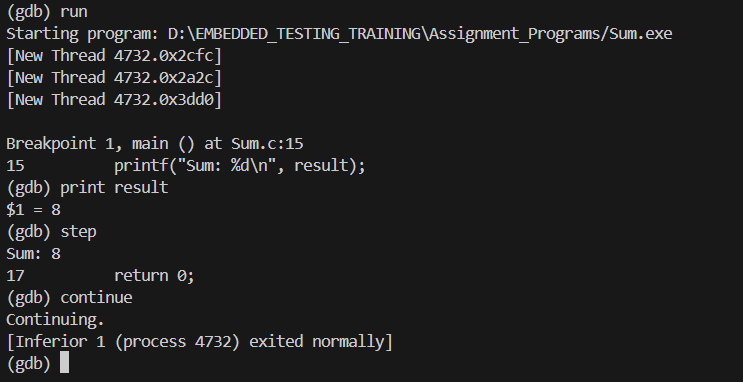 (gdb) run
Starting program: D:\EMBEDDED_TESTING_TRAINING\Assignment_Programs/Sum.exe
[New Thread 4732.0x2cfc]
[New Thread 4732.0x2a2c]
[New Thread 4732.0x3dd0]

Breakpoint 1, main () at Sum.c:15
15          printf("Sum: %d\n", result);
(gdb) print result
$1 = 8
(gdb) step
Sum: 8
17          return 0;
(gdb) continue
Continuing.
[Inferior 1 (process 4732) exited normally]
(gdb)